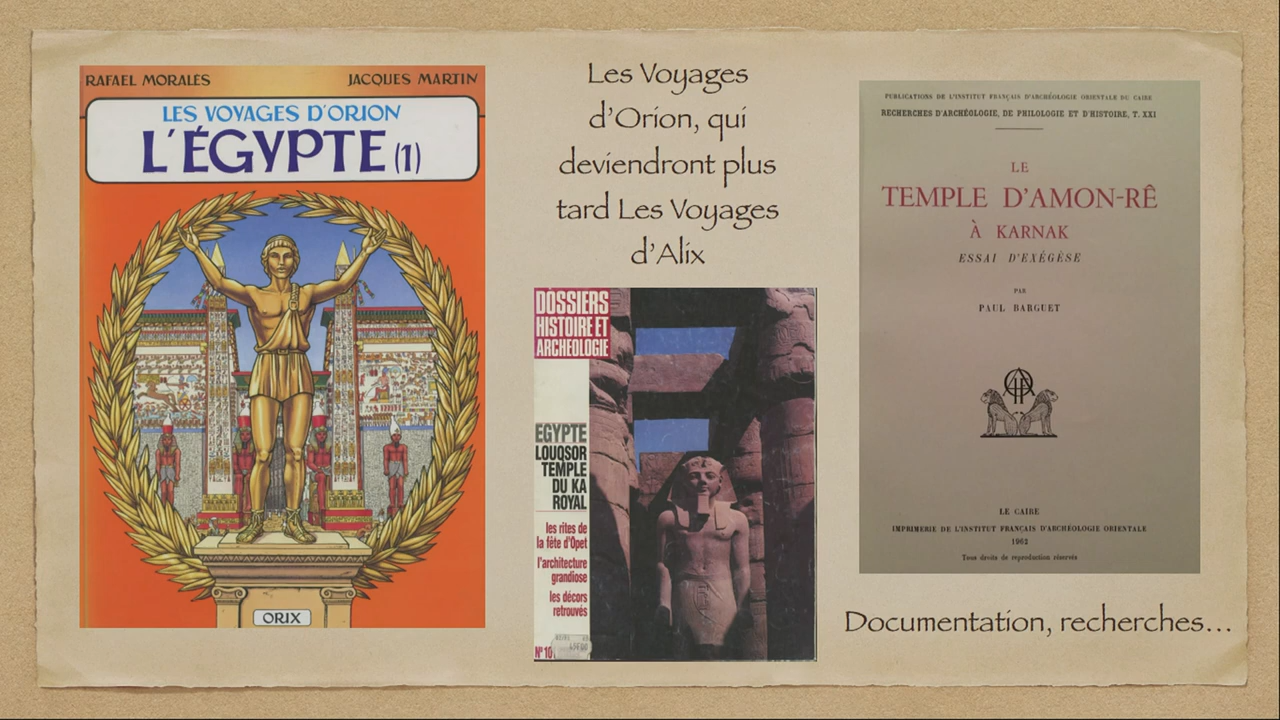 RAFAEL MORALÈS
JACQUES MARTIN
LES VOYAGES D'ORION
L'ÉGYPTE (1)
ORIX
Les Voyages
d'Orion, qui
deviendront plus
tard Les Voyages
d'Alix
DOSSIERS
HISTOIRE ET
ARCHEOLOGIE
EGYPTE
LOUQSOR
TEMPLE
DU KA
ROYAL
les rites de
la fête d'Opet
l'architecture
grandiose
les décors
retrouvés
PUBLICATIONS DE L'INSTITUT FRANÇAIS D'ARCHÉOLOGIE ORIENTALE DU CAIRE
RECHERCHES D'ARCHÉOLOGIE, DE PHILOLOGIE ET D'HISTOIRE, T. XXI
LE
TEMPLE D'AMON-RÊ
À KARNAK
ESSAI D'EXÉGÈSE
PAR
PAUL BARGUET
LE CAIRE
IMPRIMERIE DE L'INSTITUT FRANÇAIS D'ARCHÉOLOGIE ORIENTALE
1962
Tous droits de reproduction réservés
Documentation, recherches...